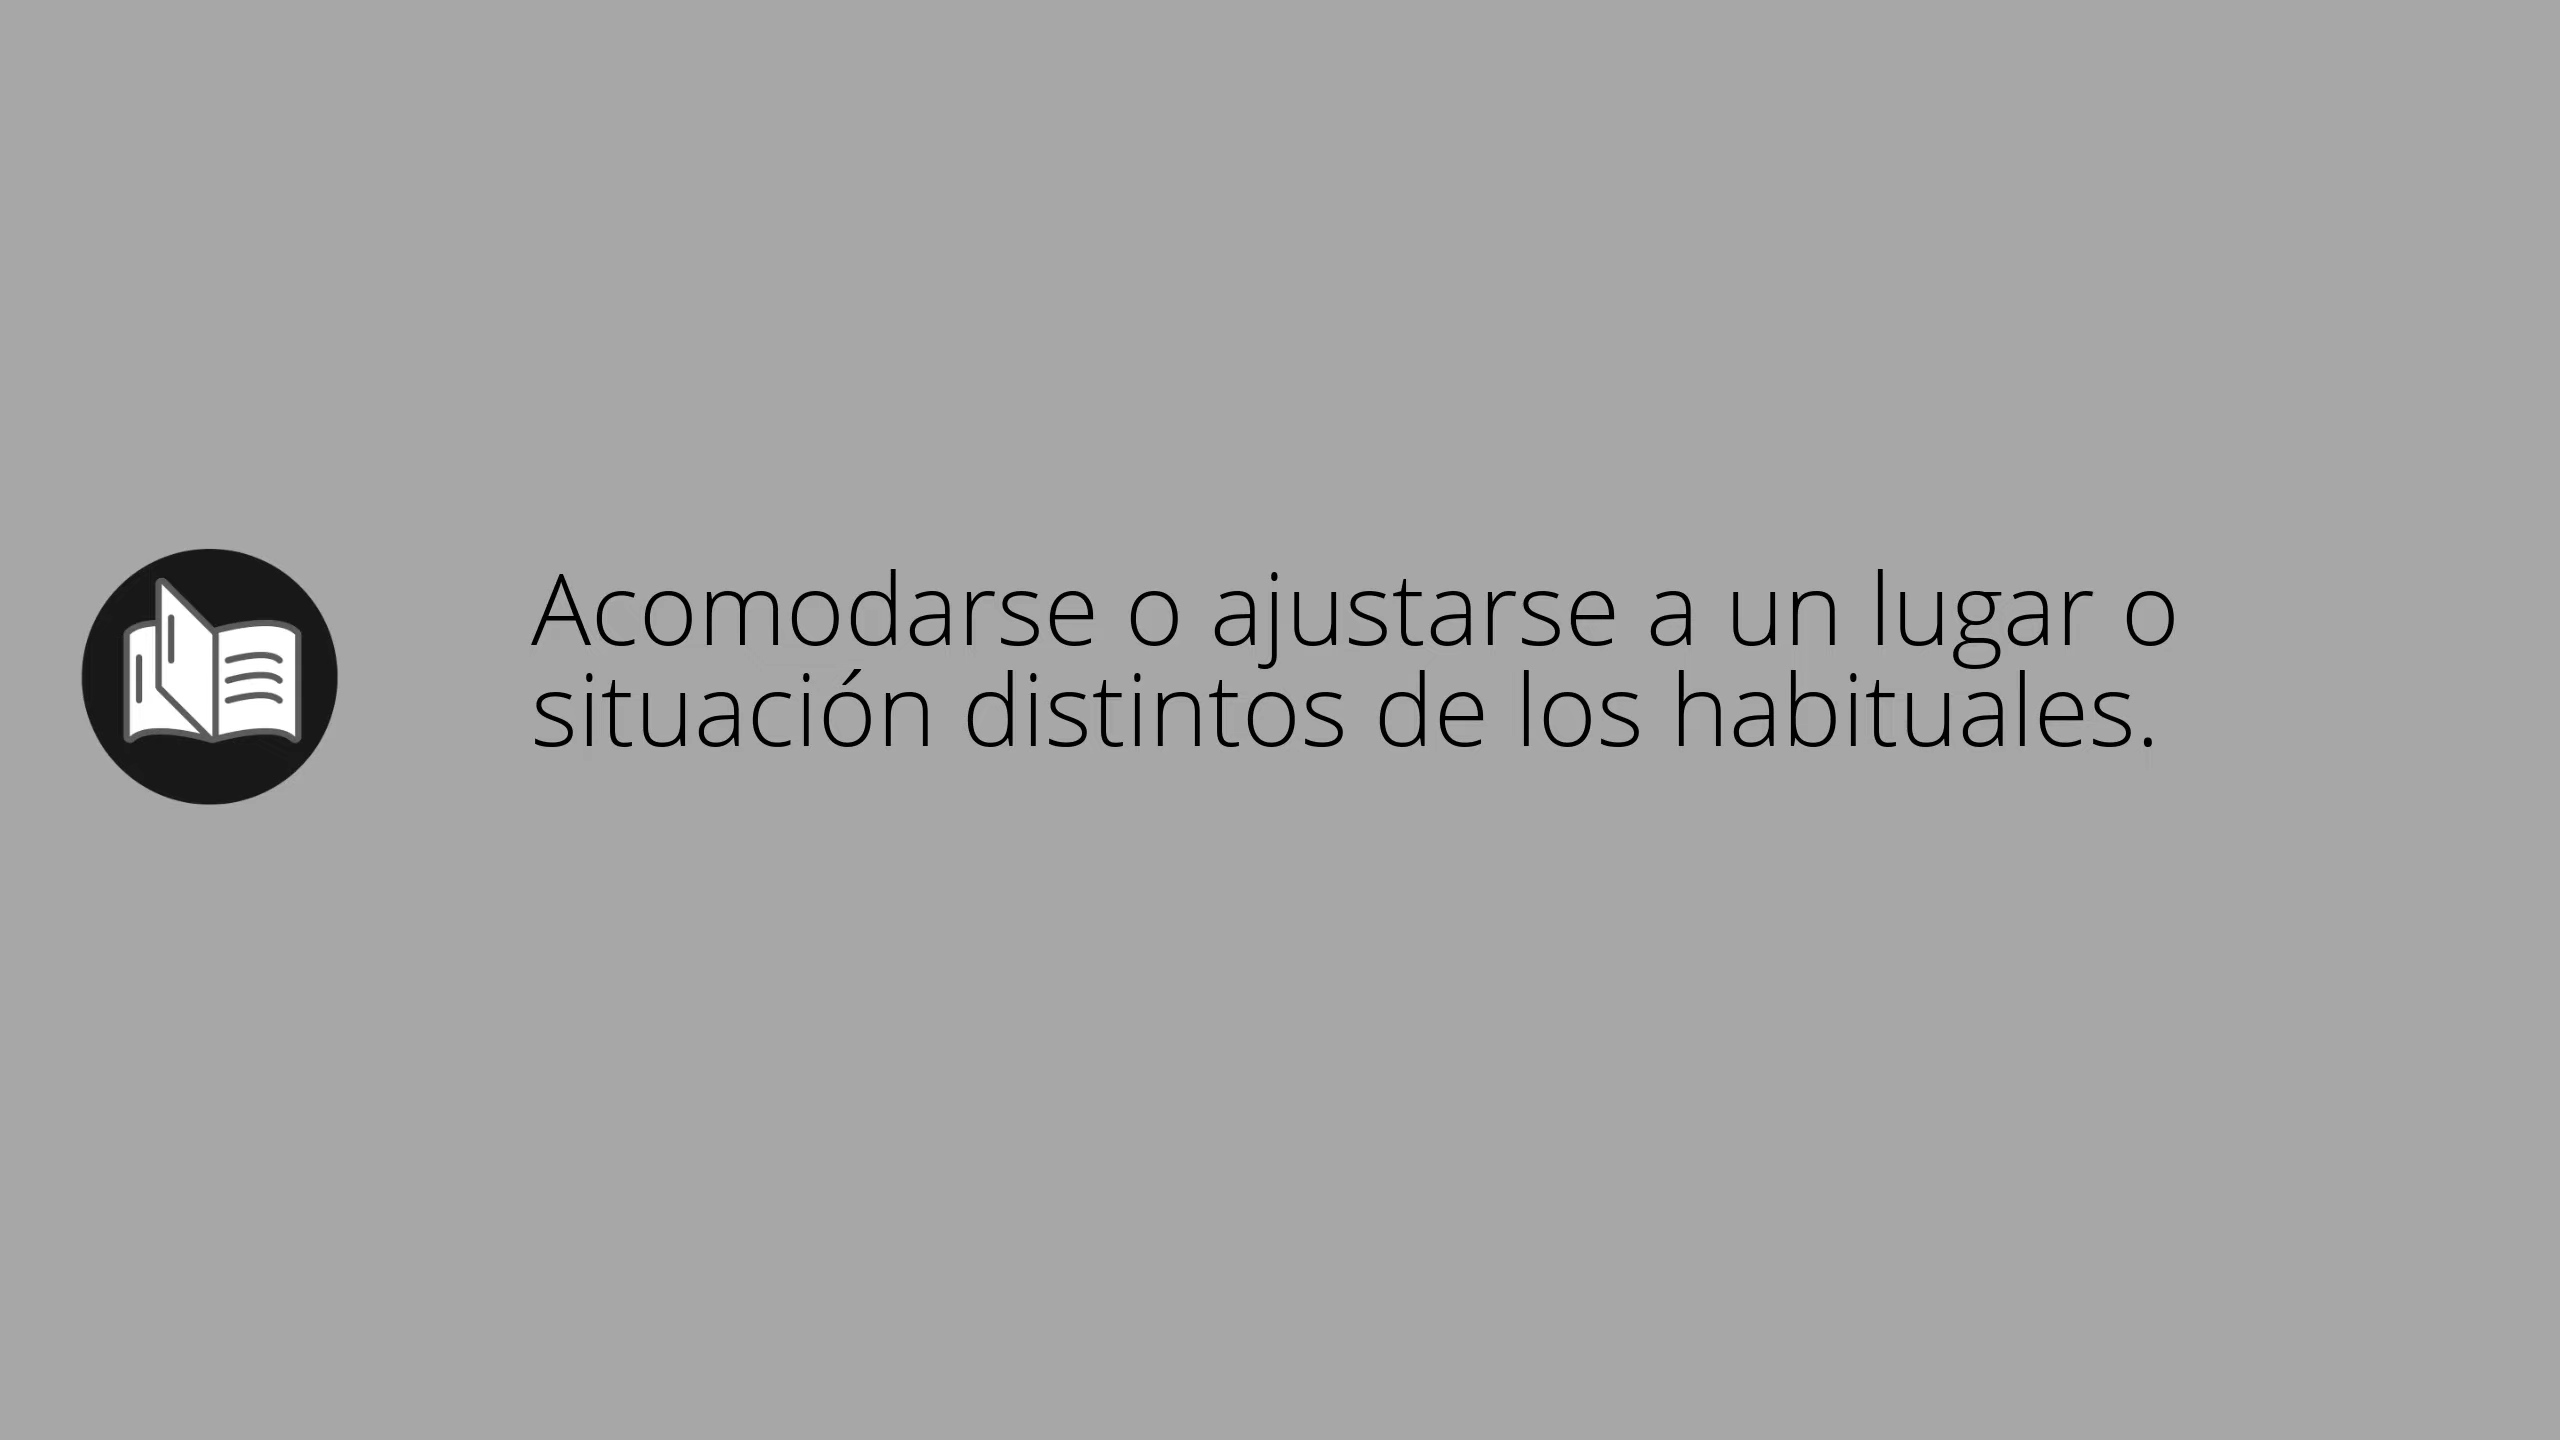 Acomodarse o ajustarse a un lugar o
situación distintos de los habituales.